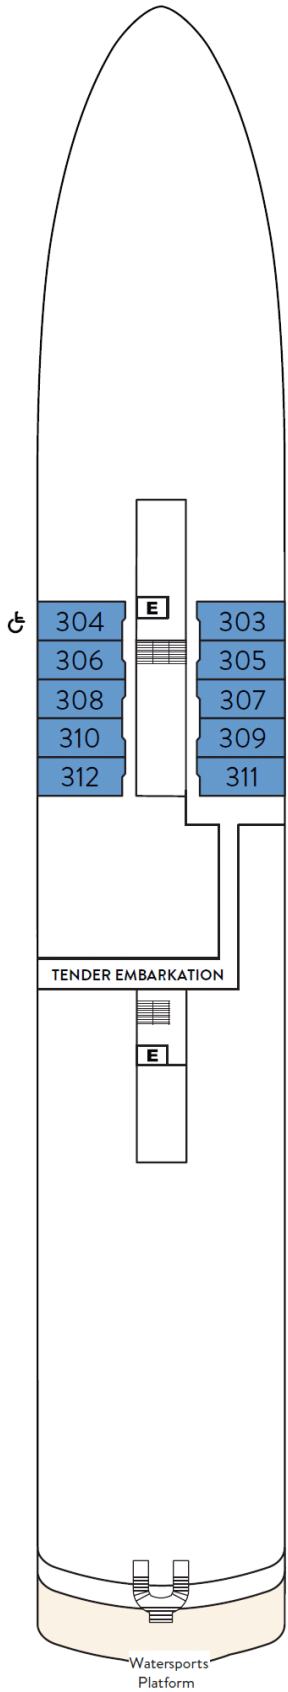 E
304 303
306 305
308 307
310 309
312 311
TENDER EMBARKATION
E
Watersports
Platform